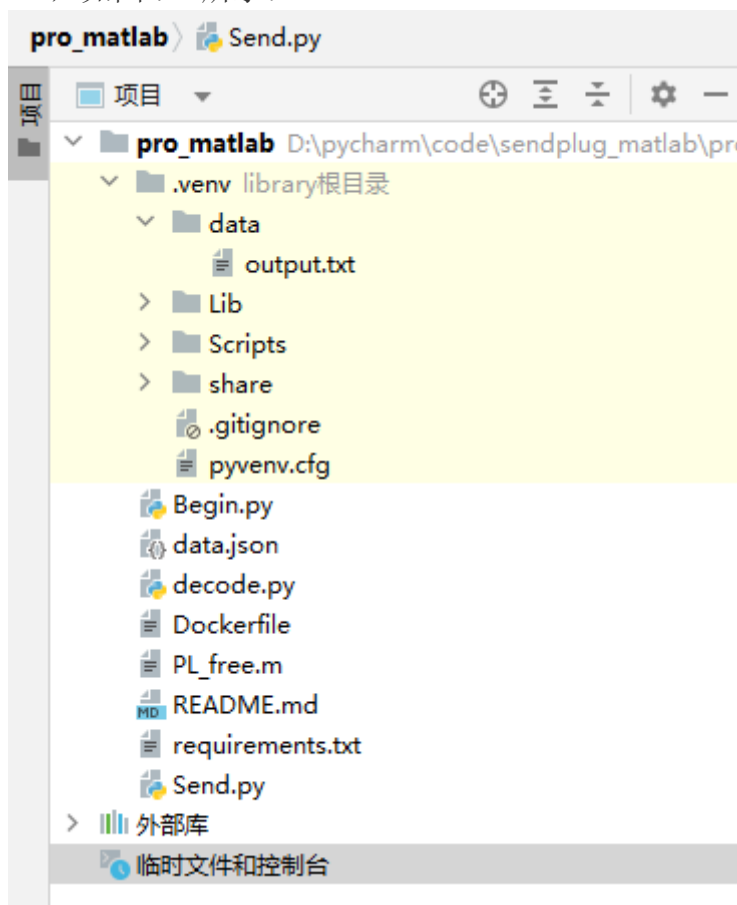 pro_matlab > Send.py
项目
项目
pro_matlab D:\pycharm\code\sendplug_matlab\pr
.venv library根目录
data
output.txt
Lib
Scripts
share
.gitignore
pyvenv.cfg
Begin.py
data.json
decode.py
Dockerfile
PL_free.m
MD README.md
requirements.txt
Send.py
外部库
临时文件和控制台